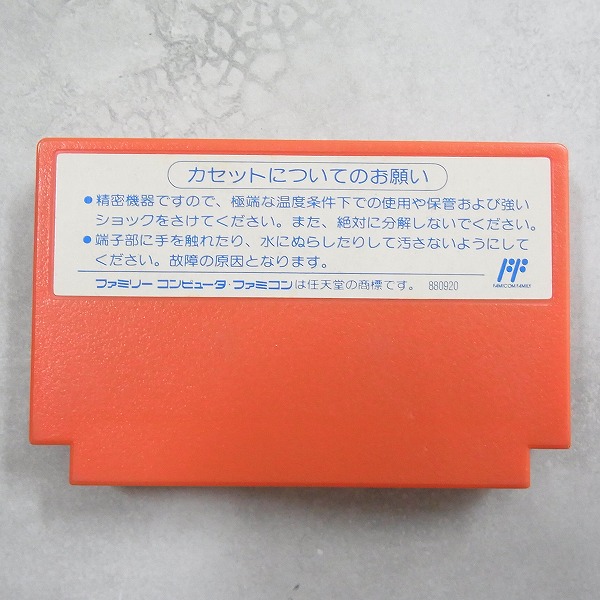 カセットについてのお願い
●精密機器ですので、極端な温度条件下での使用や保管および強い
ショックをさけてください。また、絶対に分解しないでください。
●端子部に手を触れたり、水にぬらしたりして汚さないようにして
ください。故障の原因となります。
ファミリーコンピュータ・ファミコンは任天堂の商標です。 880920
FF
FAMICOM FAMILY